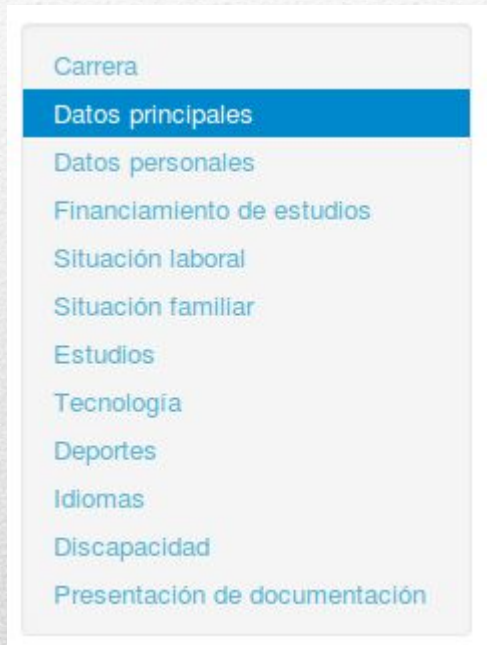 Carrera
Datos principales
Datos personales
Financiamiento de estudios
Situación laboral
Situación familiar
Estudios
Tecnología
Deportes
Idiomas
Discapacidad
Presentación de documentación